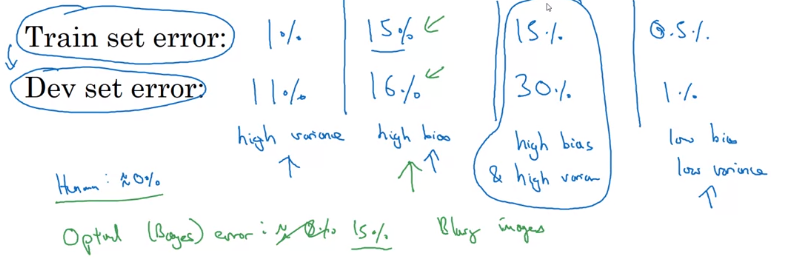 Train set error: 1% 15% 15% 0.5%
Dev set error: 11% 16% 30% 1%
high variance high bias high bias low bias
& high varian low variance
Human: ≈0%
Optimal (Bayes) error: ≈ 0% 15% Blurry images